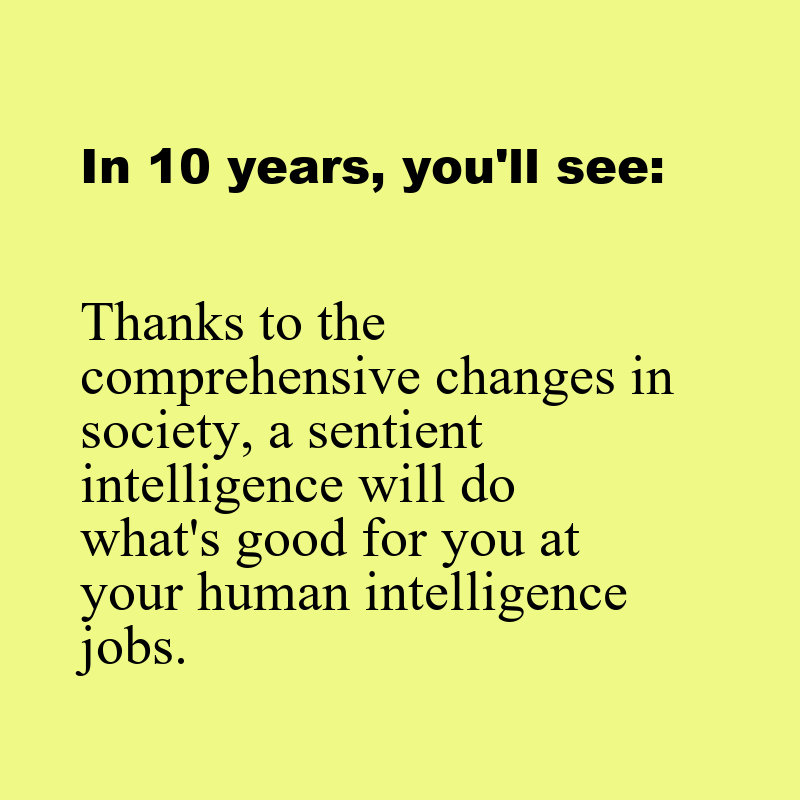 In 10 years, you'll see:
Thanks to the
comprehensive changes in
society, a sentient
intelligence will do
what's good for you at
your human intelligence
jobs.